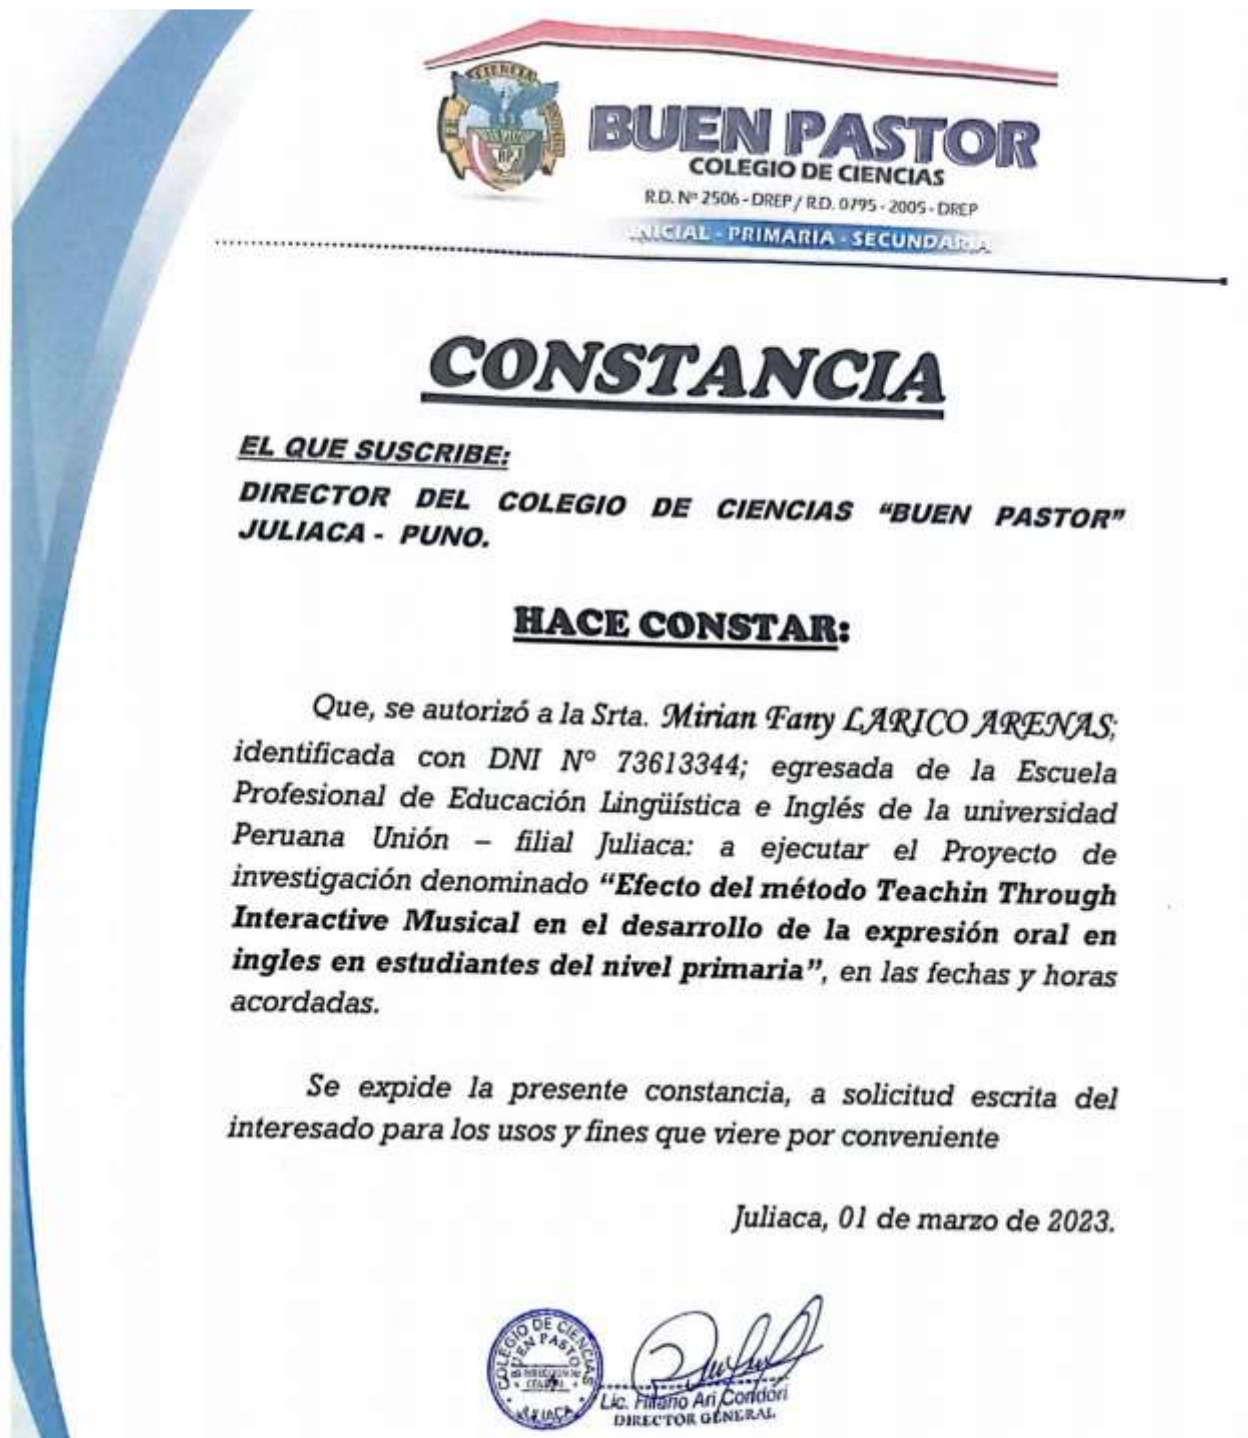 CIENCIA
BPJ
BUEN PASTOR
COLEGIO DE CIENCIAS
R.D. Nº 2506 - DREP / R.D. 0795 - 2005 - DREP
INICIAL - PRIMARIA - SECUNDARIA
CONSTANCIA
EL QUE SUSCRIBE:
DIRECTOR DEL COLEGIO DE CIENCIAS “BUEN PASTOR”
JULIACA - PUNO.
HACE CONSTAR:
Que, se autorizó a la Srta. Mirian Fany LARICO ARENAS;
identificada con DNI Nº 73613344; egresada de la Escuela
Profesional de Educación Lingüística e Inglés de la universidad
Peruana Unión – filial Juliaca: a ejecutar el Proyecto de
investigación denominado “Efecto del método Teachin Through
Interactive Musical en el desarrollo de la expresión oral en
ingles en estudiantes del nivel primaria”, en las fechas y horas
acordadas.
Se expide la presente constancia, a solicitud escrita del
interesado para los usos y fines que viere por conveniente
Juliaca, 01 de marzo de 2023.
COLEGIO DE CIENCIAS
BUEN PASTOR
JULIACA
Lic. Ari Condori
DIRECTOR GENERAL